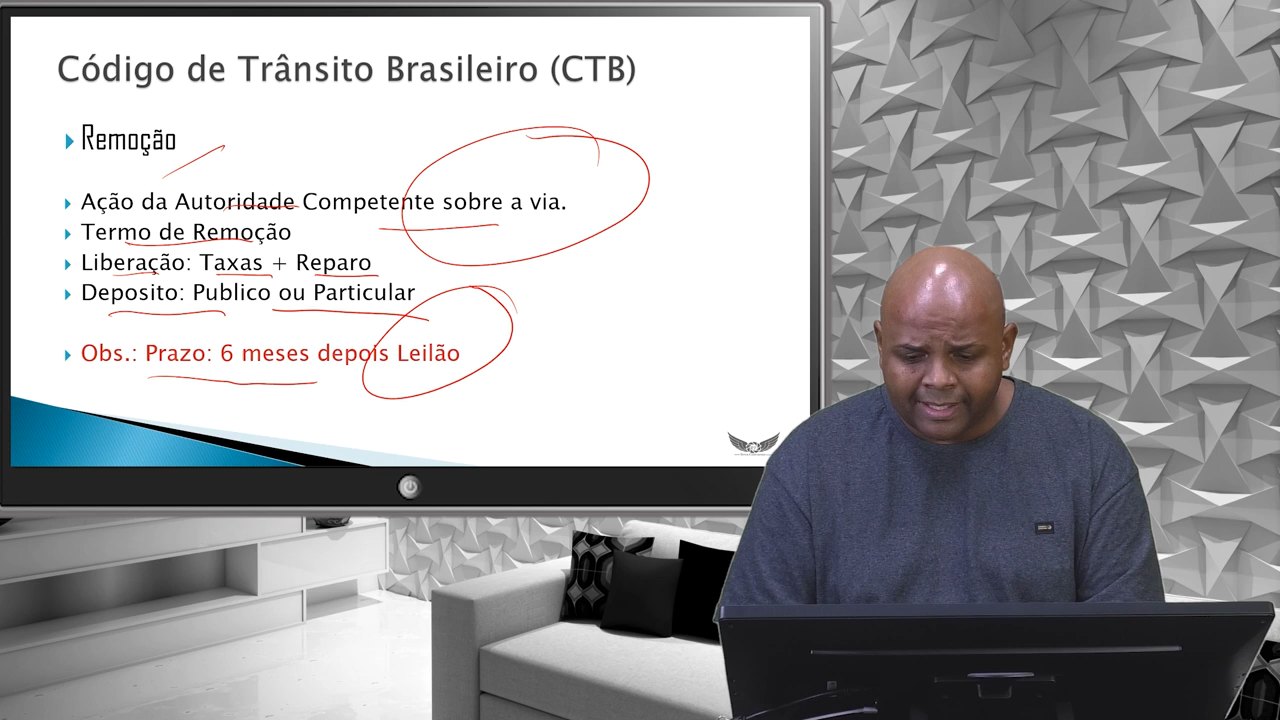 Código de Trânsito Brasileiro (CTB)
Remoção
Ação da Autoridade Competente sobre a via.
Termo de Remoção
Liberação: Taxas + Reparo
Deposito: Publico ou Particular
Obs.: Prazo: 6 meses depois Leilão